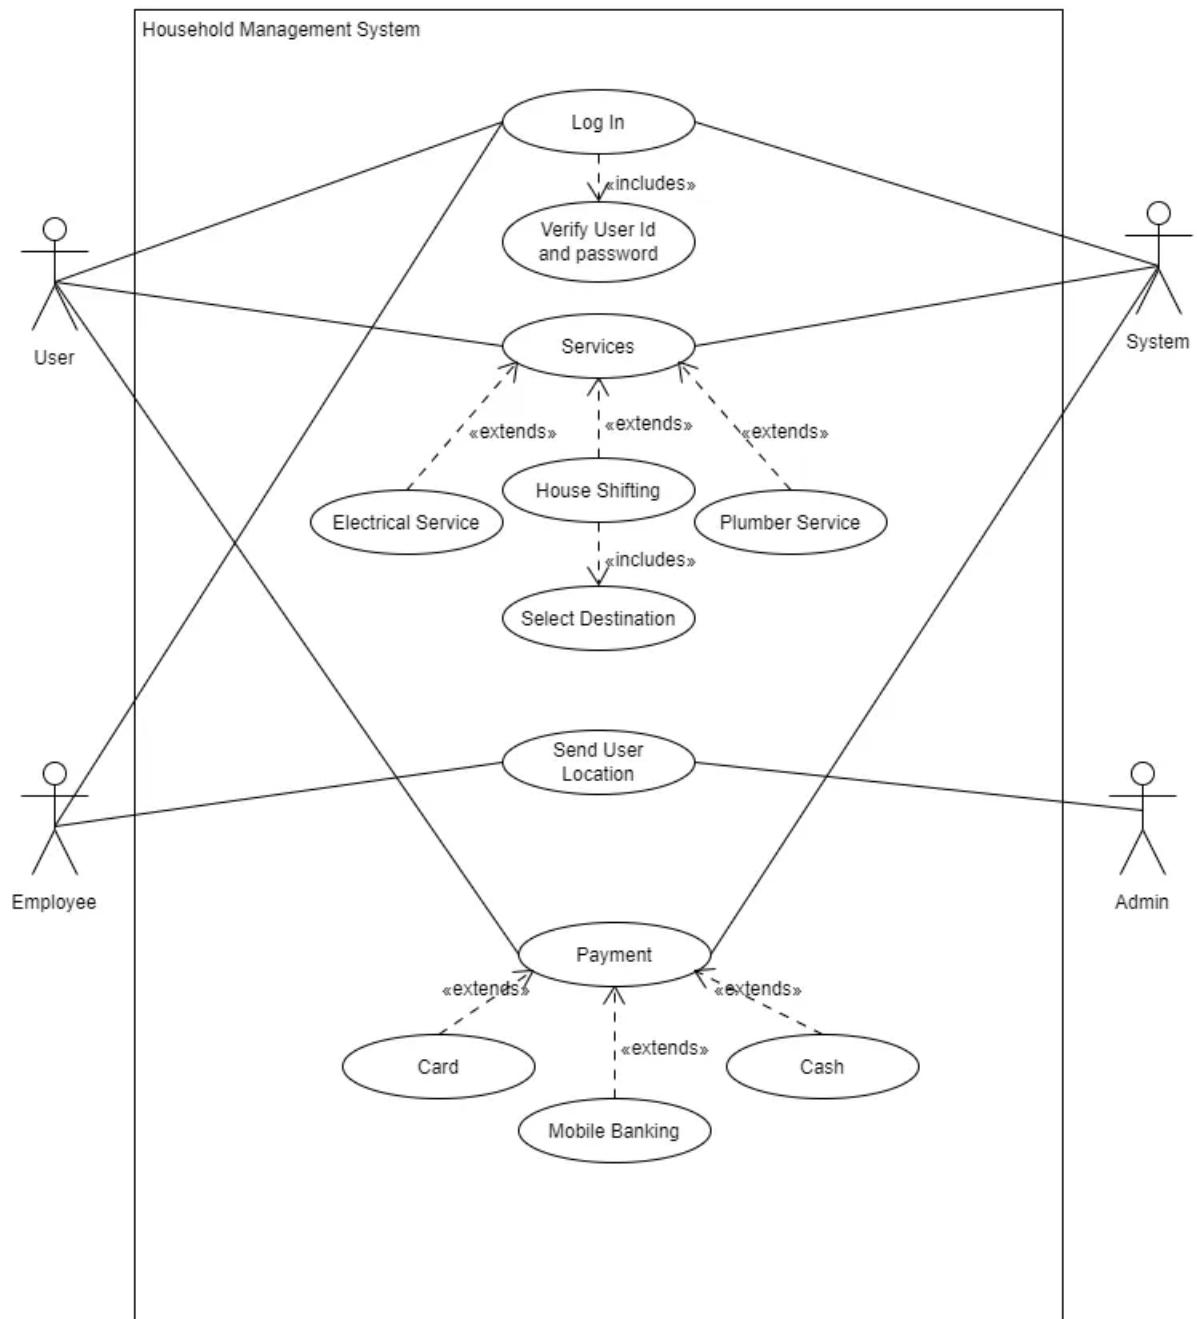 Household Management System
Log In
«includes»
Verify User Id
and password
User
System
Services
«extends»
«extends»
«extends»
House Shifting
Electrical Service
Plumber Service
«includes»
Select Destination
Send User
Location
Employee
Admin
Payment
«extends»
«extends»
«extends»
Card
Cash
Mobile Banking